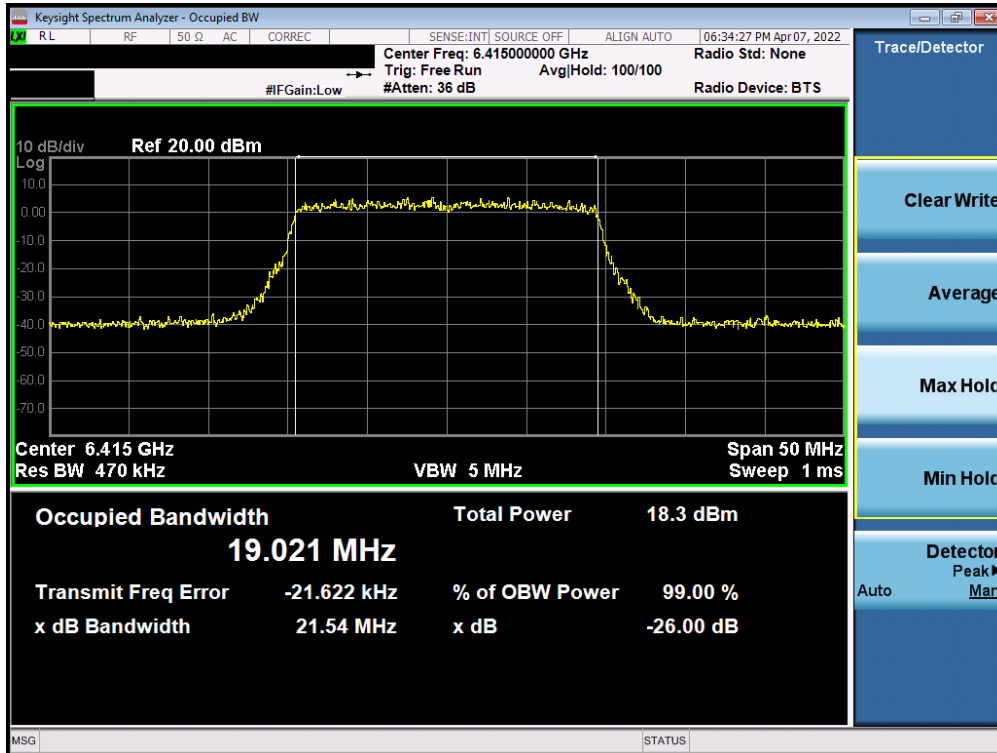 Keysight Spectrum Analyzer - Occupied BW
LXI RL RF 50 Ω AC CORREC SENSE:INT SOURCE OFF ALIGN AUTO 06:34:27 PM Apr 07, 2022
Center Freq: 6.415000000 GHz Radio Std: None
Trig: Free Run Avg|Hold: 100/100
#IFGain:Low #Atten: 36 dB Radio Device: BTS
Trace/Detector
10 dB/div Ref 20.00 dBm
Log
10.0
0.00
-10.0
-20.0
-30.0
-40.0
-50.0
-60.0
-70.0
Center 6.415 GHz Span 50 MHz
Res BW 470 kHz VBW 5 MHz Sweep 1 ms
Occupied Bandwidth Total Power 18.3 dBm
19.021 MHz
Transmit Freq Error -21.622 kHz % of OBW Power 99.00 %
x dB Bandwidth 21.54 MHz x dB -26.00 dB
Clear Write
Average
Max Hold
Min Hold
Detector
Peak
Auto Man
MSG STATUS